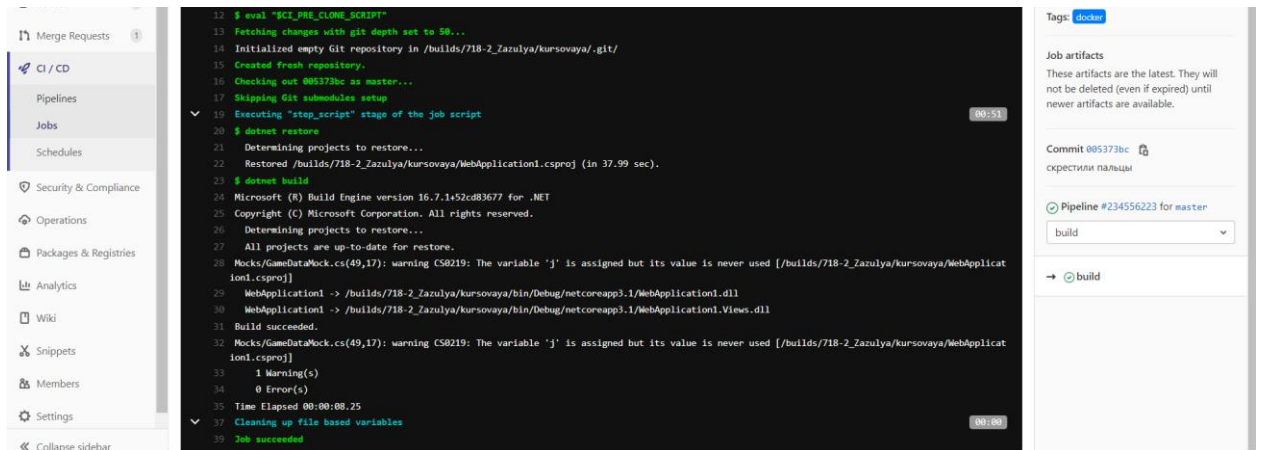 Merge Requests 1
CI / CD
Pipelines
Jobs
Schedules
Security & Compliance
Operations
Packages & Registries
Analytics
Wiki
Snippets
Members
Settings
Collapse sidebar
12 $ eval "$CI_PRE_CLONE_SCRIPT"
13 Fetching changes with git depth set to 50...
14 Initialized empty Git repository in /builds/718-2_Zazulya/kursovaya/.git/
15 Created fresh repository.
16 Checking out 005373bc as master...
17 Skipping Git submodules setup
19 Executing "step_script" stage of the job script 00:51
20 $ dotnet restore
21 Determining projects to restore...
22 Restored /builds/718-2_Zazulya/kursovaya/WebApplication1.csproj (in 37.99 sec).
23 $ dotnet build
24 Microsoft (R) Build Engine version 16.7.1+52cd83677 for .NET
25 Copyright (C) Microsoft Corporation. All rights reserved.
26 Determining projects to restore...
27 All projects are up-to-date for restore.
28 Mocks/GameDataMock.cs(49,17): warning CS0219: The variable 'j' is assigned but its value is never used [/builds/718-2_Zazulya/kursovaya/WebApplicat
ion1.csproj]
29 WebApplication1 -> /builds/718-2_Zazulya/kursovaya/bin/Debug/netcoreapp3.1/WebApplication1.dll
30 WebApplication1 -> /builds/718-2_Zazulya/kursovaya/bin/Debug/netcoreapp3.1/WebApplication1.Views.dll
31 Build succeeded.
32 Mocks/GameDataMock.cs(49,17): warning CS0219: The variable 'j' is assigned but its value is never used [/builds/718-2_Zazulya/kursovaya/WebApplicat
ion1.csproj]
33 1 Warning(s)
34 0 Error(s)
35 Time Elapsed 00:00:08.25
37 Cleaning up file based variables 00:00
39 Job succeeded
Tags: docker
Job artifacts
These artifacts are the latest. They will
not be deleted (even if expired) until
newer artifacts are available.
Commit 005373bc
скрестили пальцы
Pipeline #234556223 for master
build
→ build